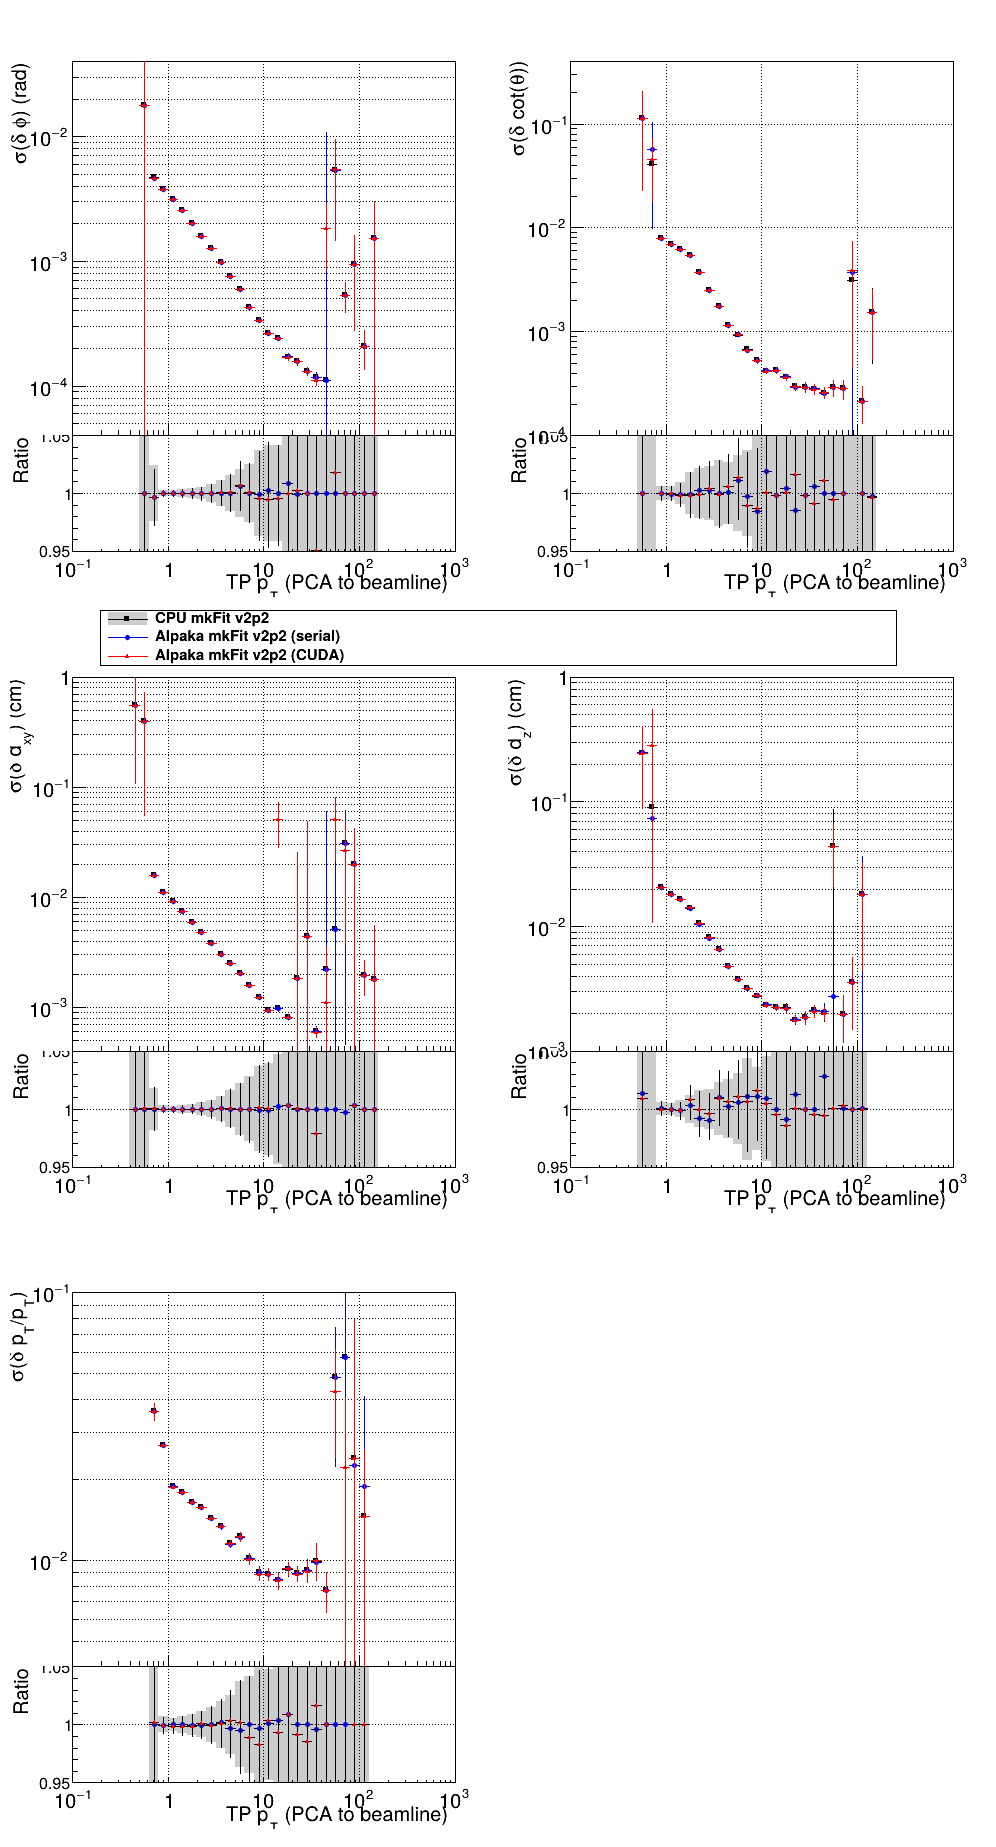 σ(δ φ) (rad)
10⁻²
10⁻³
10⁻⁴
Ratio
1.05
1
0.95
10⁻¹ 1 10 10² 10³
TP p_T (PCA to beamline)
σ(δ cot(θ))
10⁻¹
10⁻²
10⁻³
10⁻⁴
Ratio
1
0.95
10⁻¹ 1 10 10² 10³
TP p_T (PCA to beamline)
CPU mkFit v2p2
Alpaka mkFit v2p2 (serial)
Alpaka mkFit v2p2 (CUDA)
σ(δ d_xy) (cm)
1
10⁻¹
10⁻²
10⁻³
Ratio
1.05
1
0.95
10⁻¹ 1 10 10² 10³
TP p_T (PCA to beamline)
σ(δ d_z) (cm)
1
10⁻¹
10⁻²
10⁻³
Ratio
1
0.95
10⁻¹ 1 10 10² 10³
TP p_T (PCA to beamline)
σ(δ p_T/p_T)
10⁻¹
10⁻²
Ratio
1.05
1
0.95
10⁻¹ 1 10 10² 10³
TP p_T (PCA to beamline)